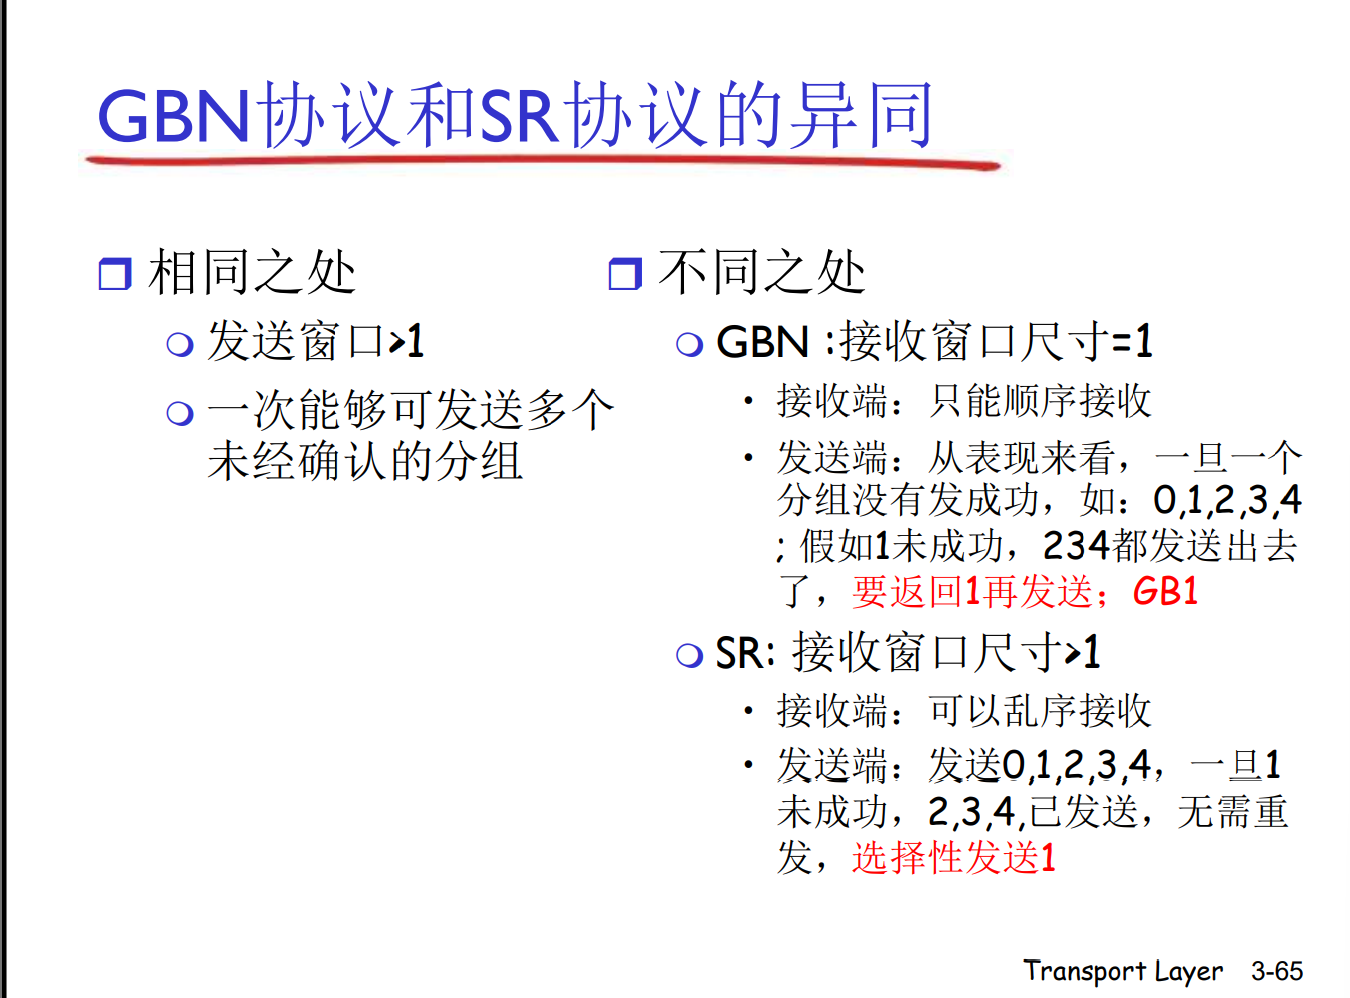 GBN协议和SR协议的异同
相同之处
发送窗口>1
一次能够可发送多个
未经确认的分组
不同之处
GBN :接收窗口尺寸=1
• 接收端：只能顺序接收
• 发送端：从表现来看，一旦一个
分组没有发成功，如：0,1,2,3,4
; 假如1未成功，234都发送出去
了，要返回1再发送；GB1
SR: 接收窗口尺寸>1
• 接收端：可以乱序接收
• 发送端：发送0,1,2,3,4，一旦1
未成功，2,3,4,已发送，无需重
发，选择性发送1
Transport Layer 3-65